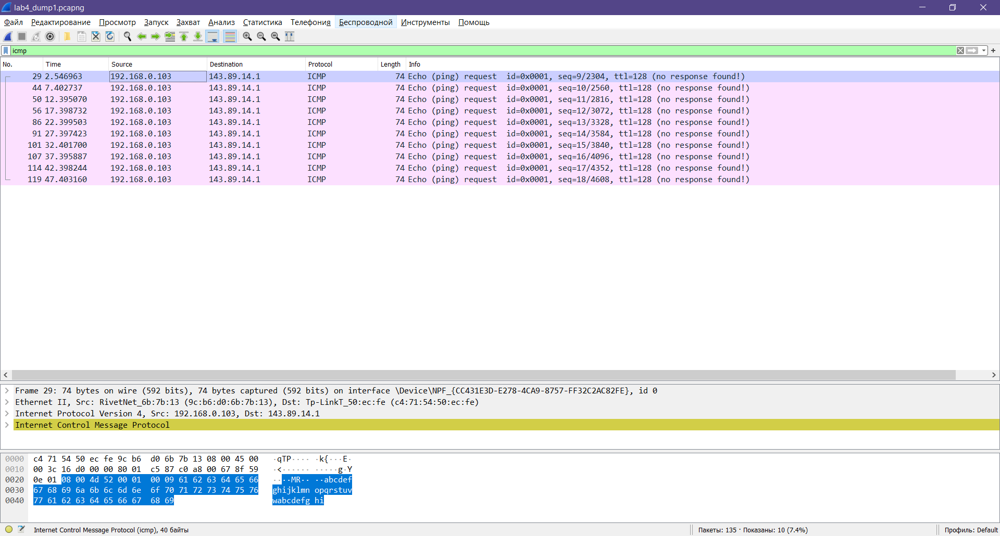 lab4_dump1.pcapng
Файл Редактирование Просмотр Запуск Захват Анализ Статистика Телефония Беспроводной Инструменты Помощь
icmp
No. Time Source Destination Protocol Length Info
29 2.546963 192.168.0.103 143.89.14.1 ICMP 74 Echo (ping) request id=0x0001, seq=9/2304, ttl=128 (no response found!)
44 7.402737 192.168.0.103 143.89.14.1 ICMP 74 Echo (ping) request id=0x0001, seq=10/2560, ttl=128 (no response found!)
50 12.395070 192.168.0.103 143.89.14.1 ICMP 74 Echo (ping) request id=0x0001, seq=11/2816, ttl=128 (no response found!)
56 17.398732 192.168.0.103 143.89.14.1 ICMP 74 Echo (ping) request id=0x0001, seq=12/3072, ttl=128 (no response found!)
86 22.399503 192.168.0.103 143.89.14.1 ICMP 74 Echo (ping) request id=0x0001, seq=13/3328, ttl=128 (no response found!)
91 27.397423 192.168.0.103 143.89.14.1 ICMP 74 Echo (ping) request id=0x0001, seq=14/3584, ttl=128 (no response found!)
101 32.401700 192.168.0.103 143.89.14.1 ICMP 74 Echo (ping) request id=0x0001, seq=15/3840, ttl=128 (no response found!)
107 37.395887 192.168.0.103 143.89.14.1 ICMP 74 Echo (ping) request id=0x0001, seq=16/4096, ttl=128 (no response found!)
114 42.398244 192.168.0.103 143.89.14.1 ICMP 74 Echo (ping) request id=0x0001, seq=17/4352, ttl=128 (no response found!)
119 47.403160 192.168.0.103 143.89.14.1 ICMP 74 Echo (ping) request id=0x0001, seq=18/4608, ttl=128 (no response found!)
Frame 29: 74 bytes on wire (592 bits), 74 bytes captured (592 bits) on interface \Device\NPF_{CC431E3D-E278-4CA9-8757-FF32C2AC82FE}, id 0
Ethernet II, Src: RivetNet_6b:7b:13 (9c:b6:d0:6b:7b:13), Dst: Tp-LinkT_50:ec:fe (c4:71:54:50:ec:fe)
Internet Protocol Version 4, Src: 192.168.0.103, Dst: 143.89.14.1
Internet Control Message Protocol
0000 c4 71 54 50 ec fe 9c b6 d0 6b 7b 13 08 00 45 00 ·qTP···· ·k{···E·
0010 00 3c 16 d0 00 00 80 01 c5 87 c0 a8 00 67 8f 59 ·<······ ·····g·Y
0020 0e 01 08 00 4d 52 00 01 00 09 61 62 63 64 65 66 ····MR·· ··abcdef
0030 67 68 69 6a 6b 6c 6d 6e 6f 70 71 72 73 74 75 76 ghijklmn opqrstuv
0040 77 61 62 63 64 65 66 67 68 69 wabcdefg hi
Internet Control Message Protocol (icmp), 40 байты Пакеты: 135 · Показаны: 10 (7.4%) Профиль: Default